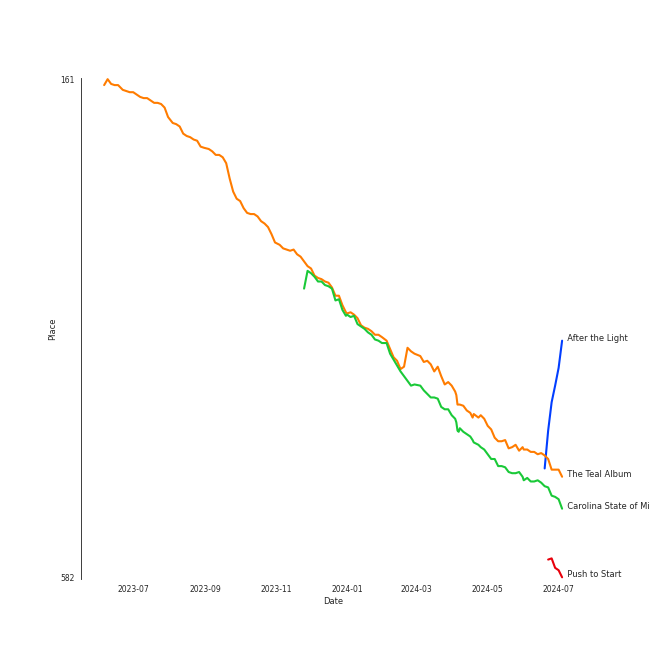 161
After the Light
Place
The Teal Album
Carolina State of Mi
Push to Start
582
2023-07 2023-09 2023-11 2024-01 2024-03 2024-05 2024-07
Date